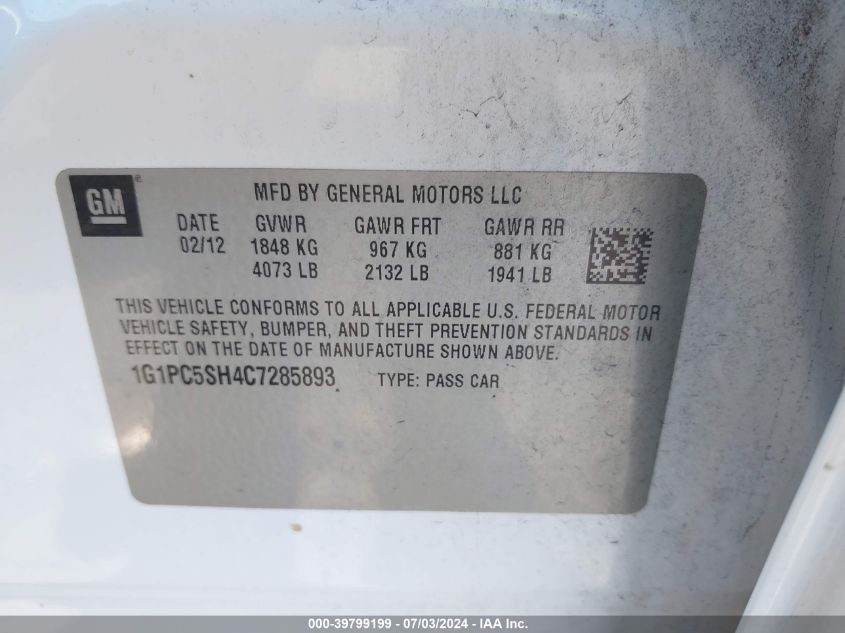 GM ®
MFD BY GENERAL MOTORS LLC
DATE GVWR GAWR FRT GAWR RR
02/12 1848 KG 967 KG 881 KG
4073 LB 2132 LB 1941 LB
THIS VEHICLE CONFORMS TO ALL APPLICABLE U.S. FEDERAL MOTOR
VEHICLE SAFETY, BUMPER, AND THEFT PREVENTION STANDARDS IN
EFFECT ON THE DATE OF MANUFACTURE SHOWN ABOVE.
1G1PC5SH4C7285893 TYPE: PASS CAR
000-39799199 - 07/03/2024 - IAA Inc.